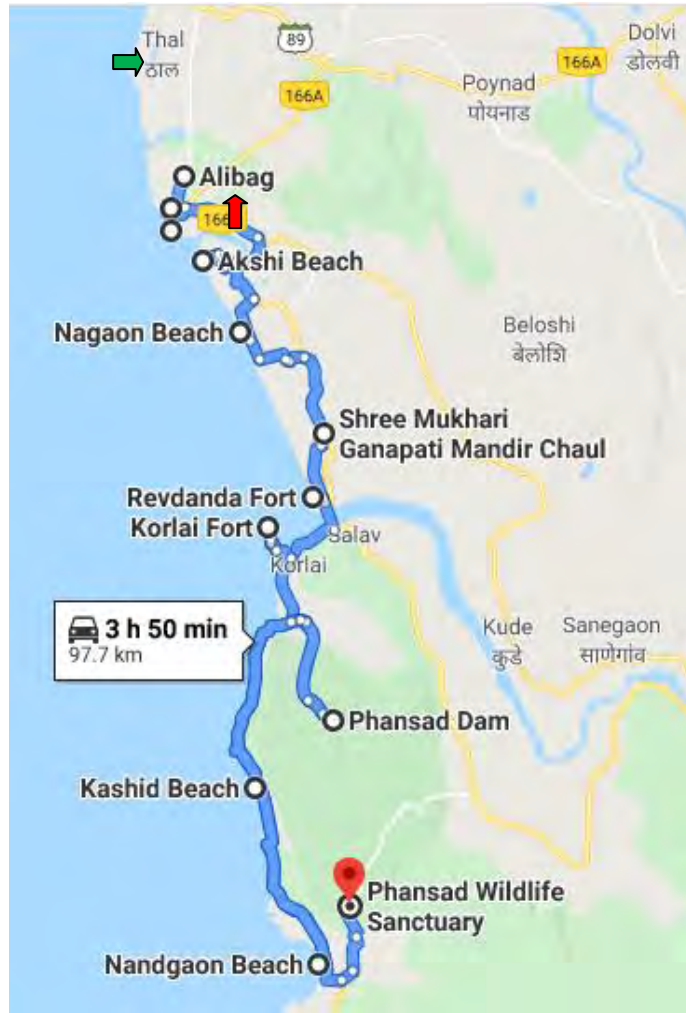 Thal
ठाल
89
Dolvi
डोलवी
166A
166A
Poynad
पोयनाड
Alibag
166
Akshi Beach
Nagaon Beach
Beloshi
बेलोशि
Shree Mukhari
Ganapati Mandir Chaul
Revdanda Fort
Korlai Fort
Salav
Korlai
3 h 50 min
97.7 km
Kude
कुडे
Sanegaon
साणेगांव
Phansad Dam
Kashid Beach
Phansad Wildlife
Sanctuary
Nandgaon Beach